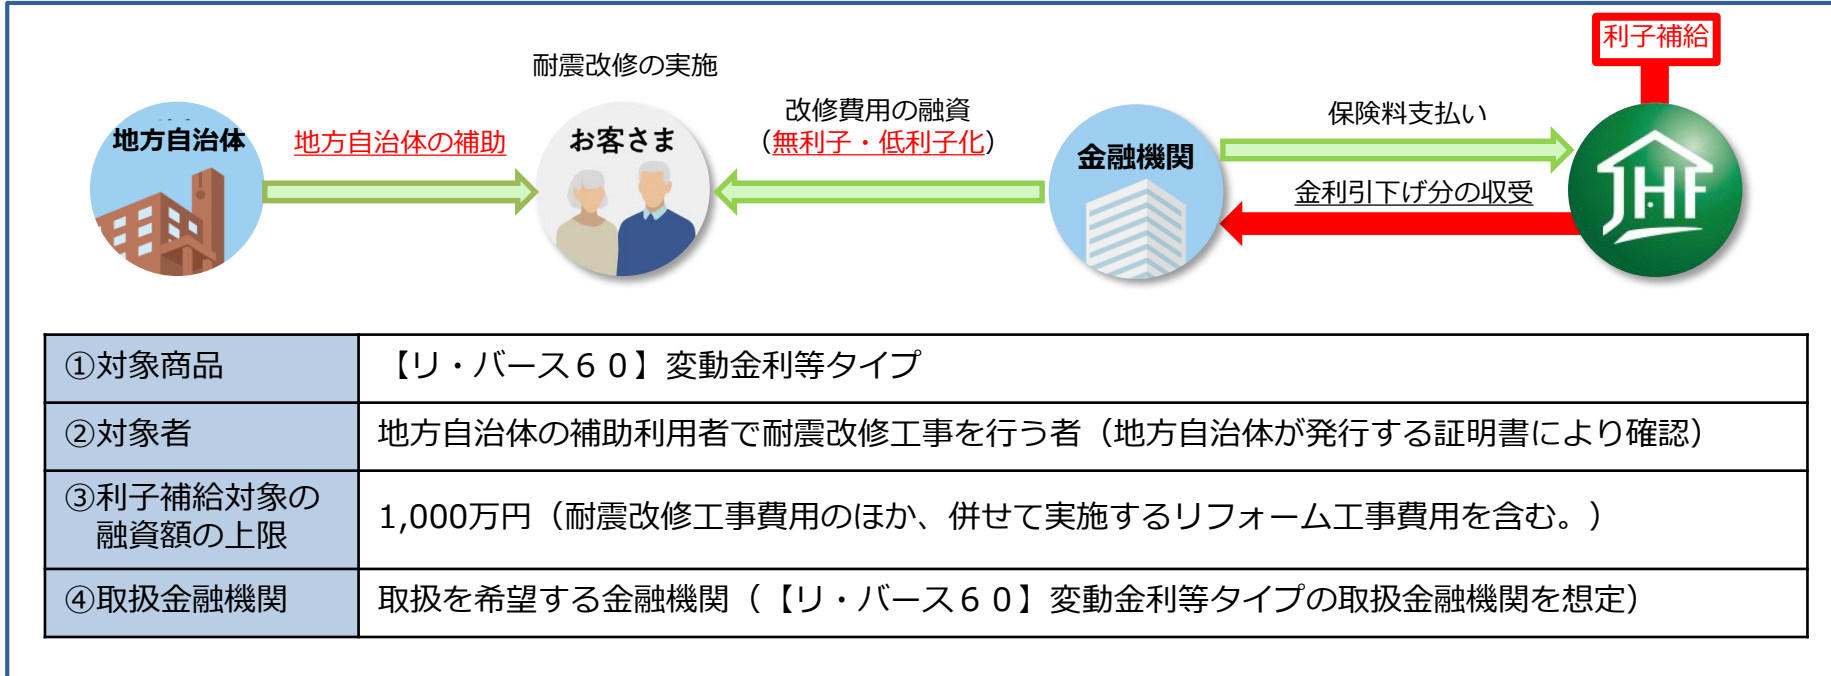 利子補給
耐震改修の実施
地方自治体
地方自治体の補助
お客さま
改修費用の融資
（無利子・低利子化）
金融機関
保険料支払い
金利引下げ分の収受
JHF
①対象商品
【リ・バース６０】変動金利等タイプ
②対象者
地方自治体の補助利用者で耐震改修工事を行う者（地方自治体が発行する証明書により確認）
③利子補給対象の
融資額の上限
1,000万円（耐震改修工事費用のほか、併せて実施するリフォーム工事費用を含む。）
④取扱金融機関
取扱を希望する金融機関（【リ・バース６０】変動金利等タイプの取扱金融機関を想定）